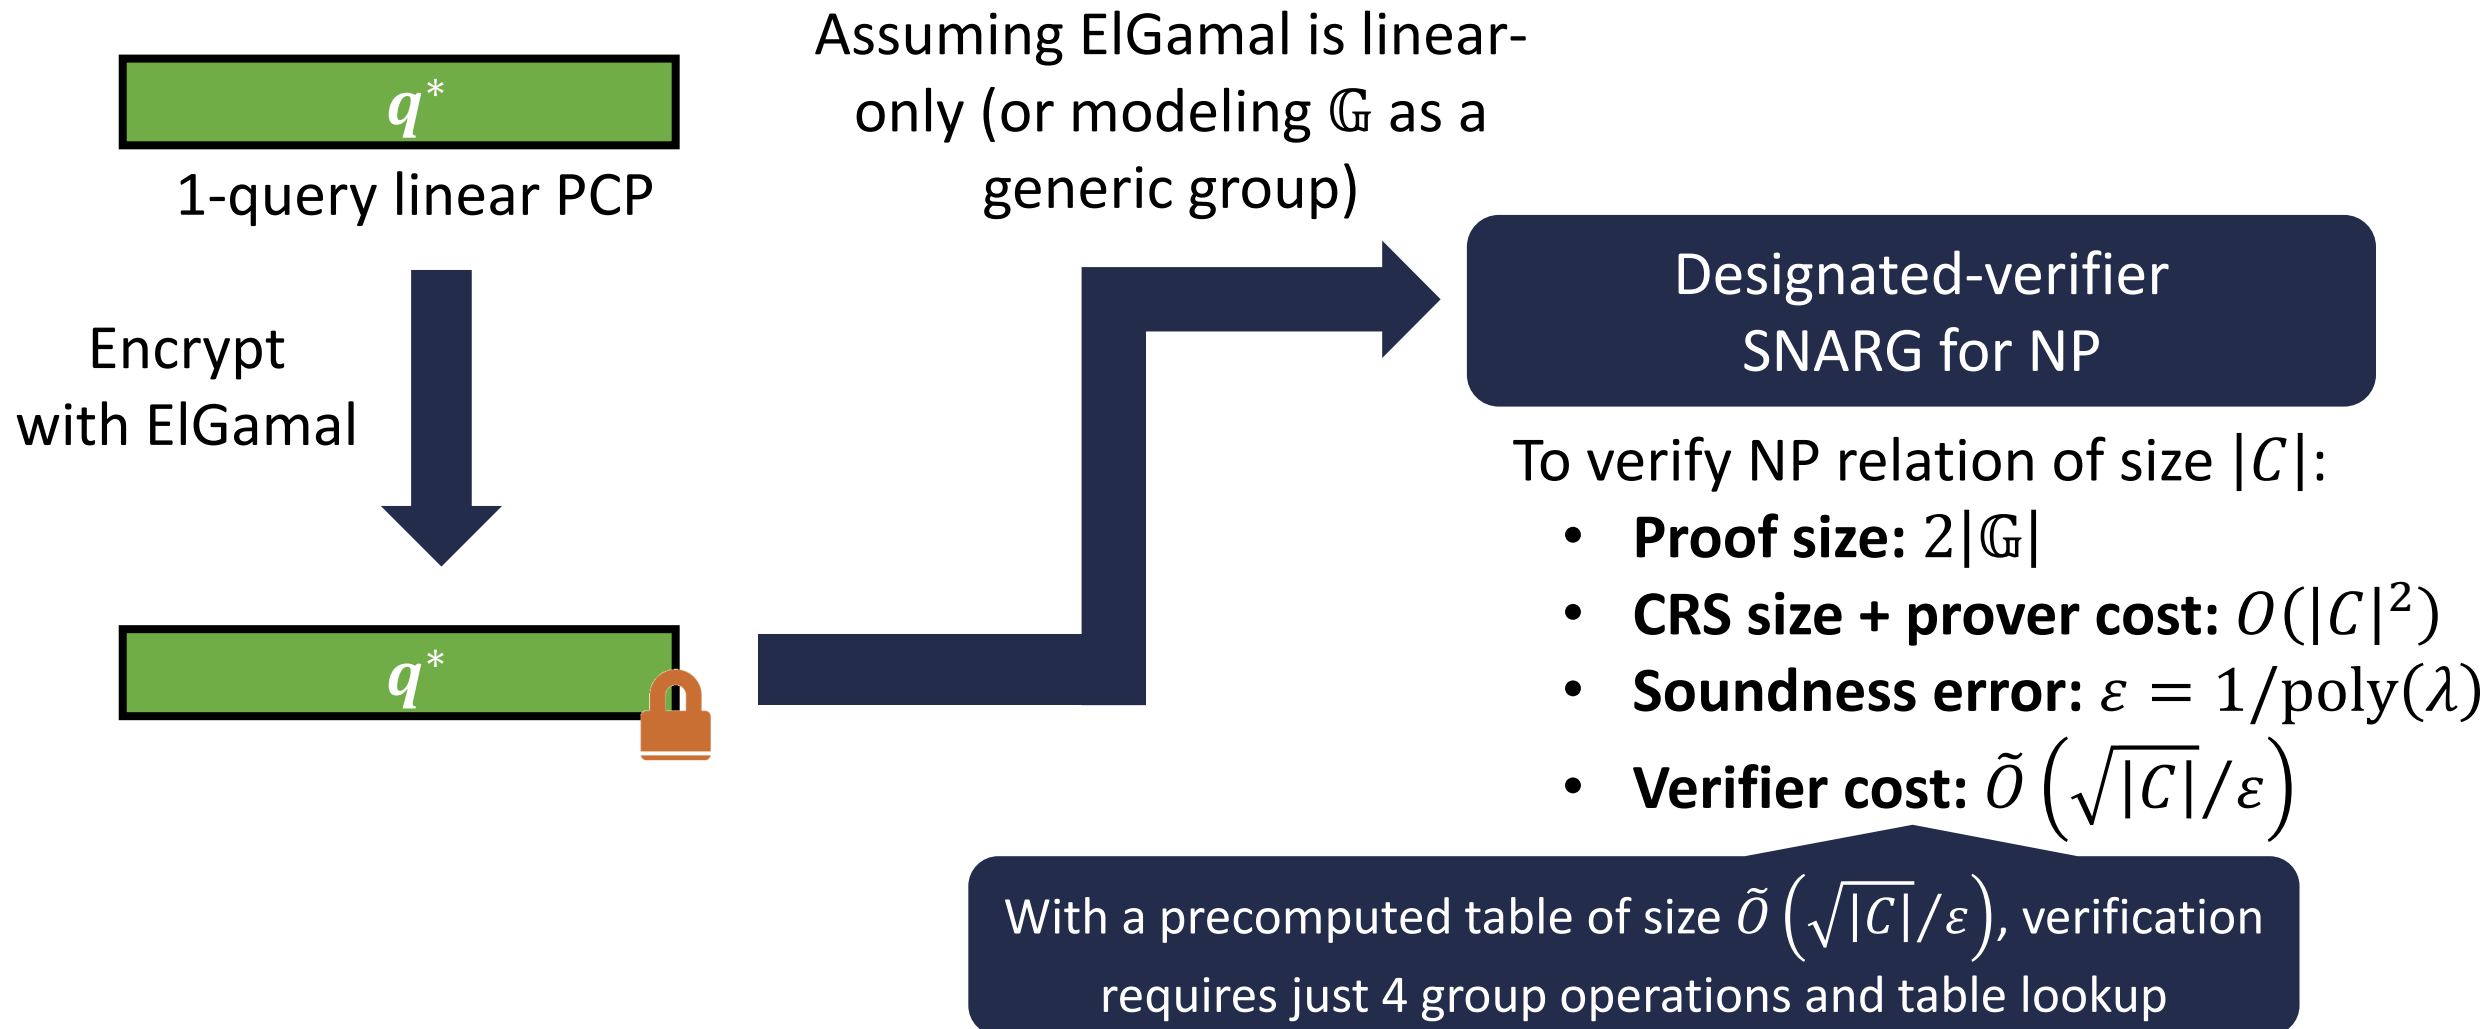 q*
1-query linear PCP
Encrypt
with ElGamal
q*
Assuming ElGamal is linear-
only (or modeling 𝔾 as a
generic group)
Designated-verifier
SNARG for NP
To verify NP relation of size |C|:
• Proof size: 2|𝔾|
• CRS size + prover cost: O(|C|²)
• Soundness error: ε = 1/poly(λ)
• Verifier cost: Õ(√|C|/ε)
With a precomputed table of size Õ(√|C|/ε), verification
requires just 4 group operations and table lookup